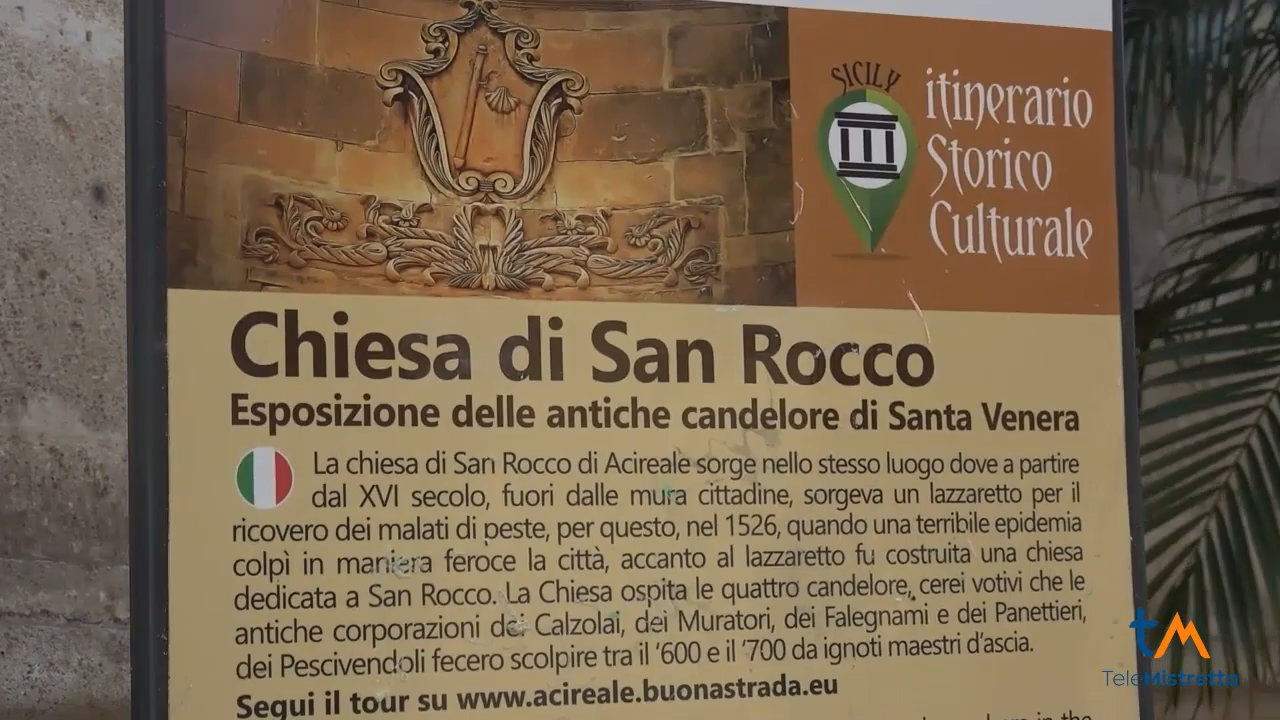 SICILY
itinerario
Storico
Culturale
Chiesa di San Rocco
Esposizione delle antiche candelore di Santa Venera
La chiesa di San Rocco di Acireale sorge nello stesso luogo dove a partire
dal XVI secolo, fuori dalle mura cittadine, sorgeva un lazzaretto per il
ricovero dei malati di peste, per questo, nel 1526, quando una terribile epidemia
colpì in maniera feroce la città, accanto al lazzaretto fu costruita una chiesa
dedicata a San Rocco. La Chiesa ospita le quattro candelore, cerei votivi che le
antiche corporazioni dei Calzolai, dei Muratori, dei Falegnami e dei Panettieri,
dei Pescivendoli fecero scolpire tra il '600 e il '700 da ignoti maestri d'ascia.
Segui il tour su www.acireale.buonastrada.eu
in the
tM
TeleMistretta